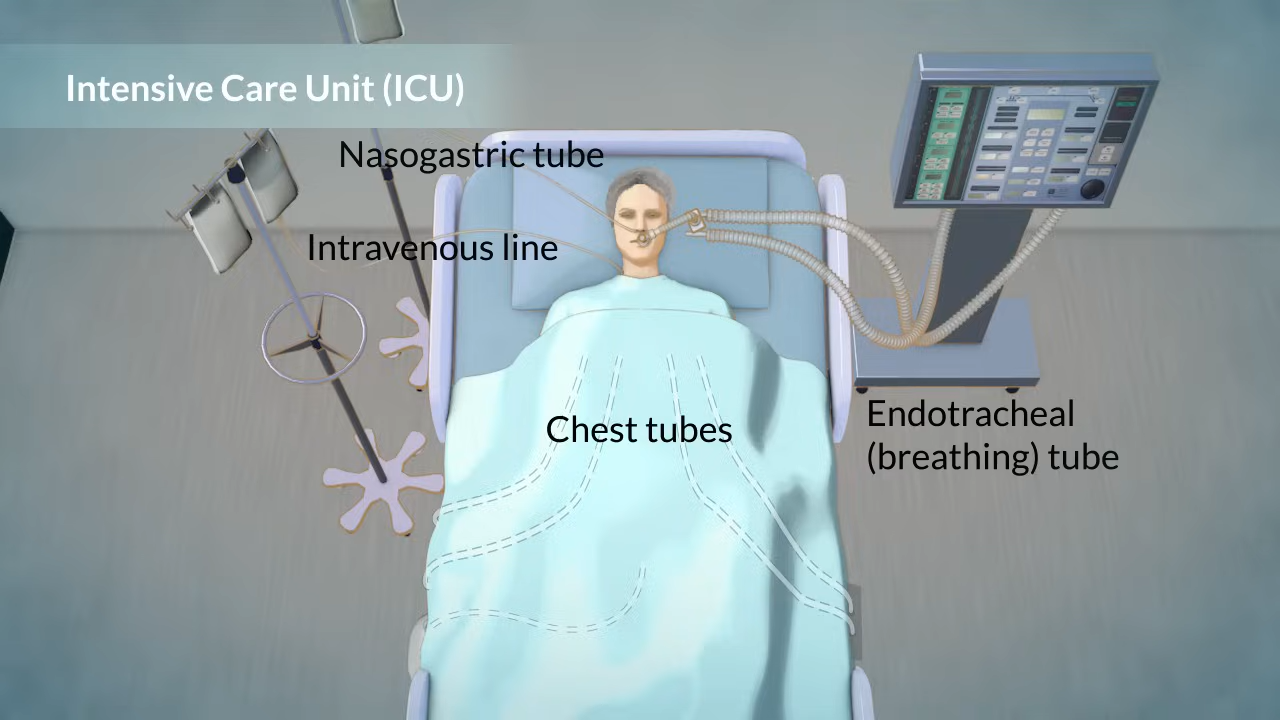 Intensive Care Unit (ICU)
Nasogastric tube
Intravenous line
Chest tubes
Endotracheal
(breathing) tube